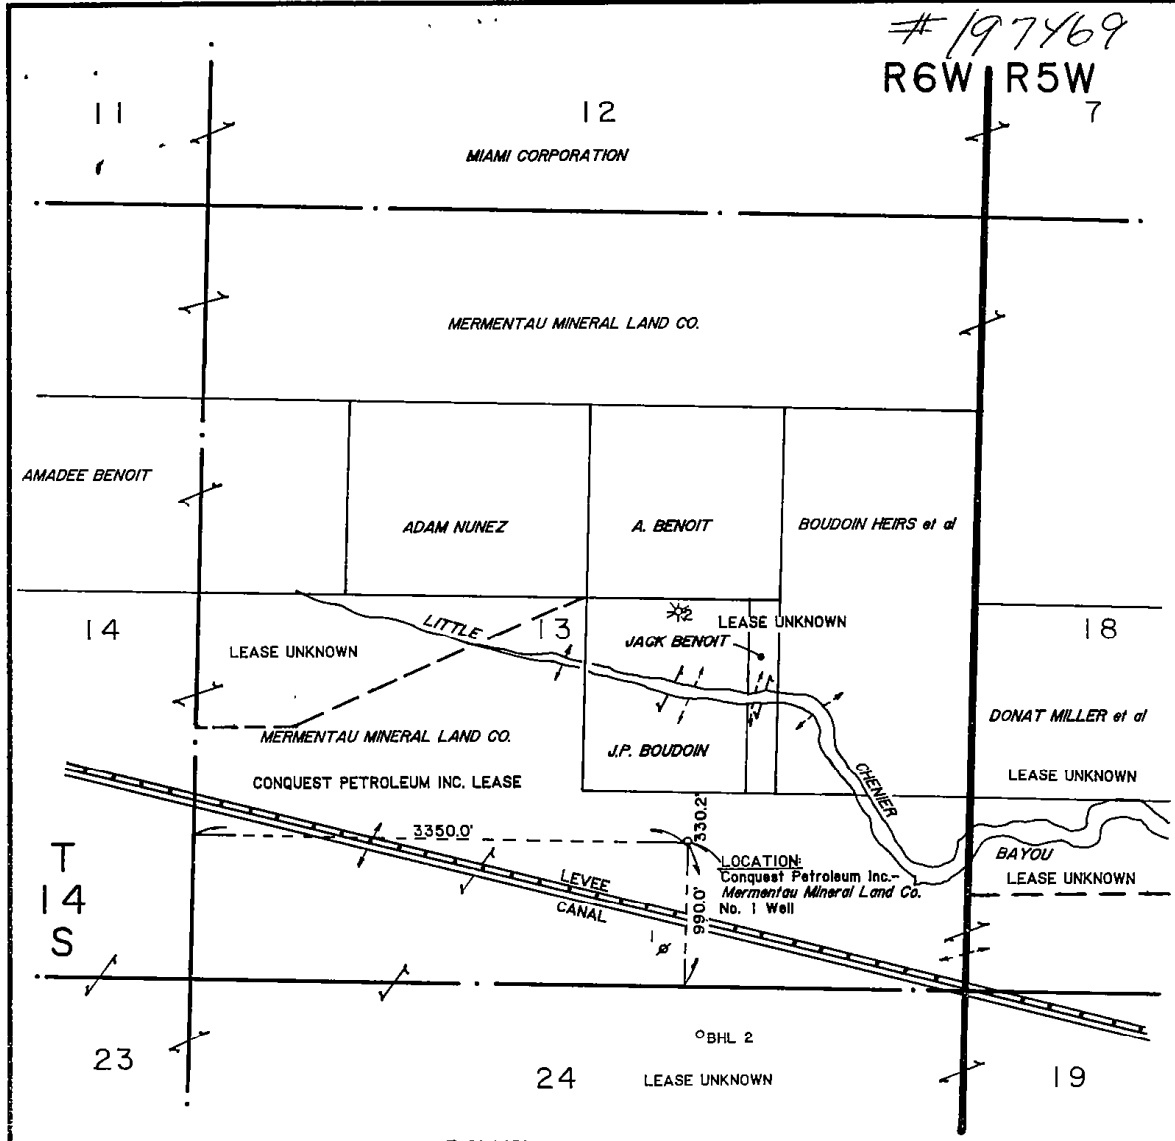 #197469
R6W R5W
11
12
7
MIAMI CORPORATION
MERMENTAU MINERAL LAND CO.
AMADEE BENOIT
ADAM NUNEZ
A. BENOIT
BOUDOIN HEIRS et al
14
LITTLE
13
2
LEASE UNKNOWN
18
LEASE UNKNOWN
JACK BENOIT
DONAT MILLER et al
MERMENTAU MINERAL LAND CO.
J.P. BOUDOIN
CONQUEST PETROLEUM INC. LEASE
CHENIER
LEASE UNKNOWN
3350.0'
330.2'
T
14
S
LEVEE
CANAL
LOCATION:
Conquest Petroleum Inc.-
Mermentau Mineral Land Co.
No. 1 Well
BAYOU
LEASE UNKNOWN
990.0'
1
BHL 2
23
24
LEASE UNKNOWN
19